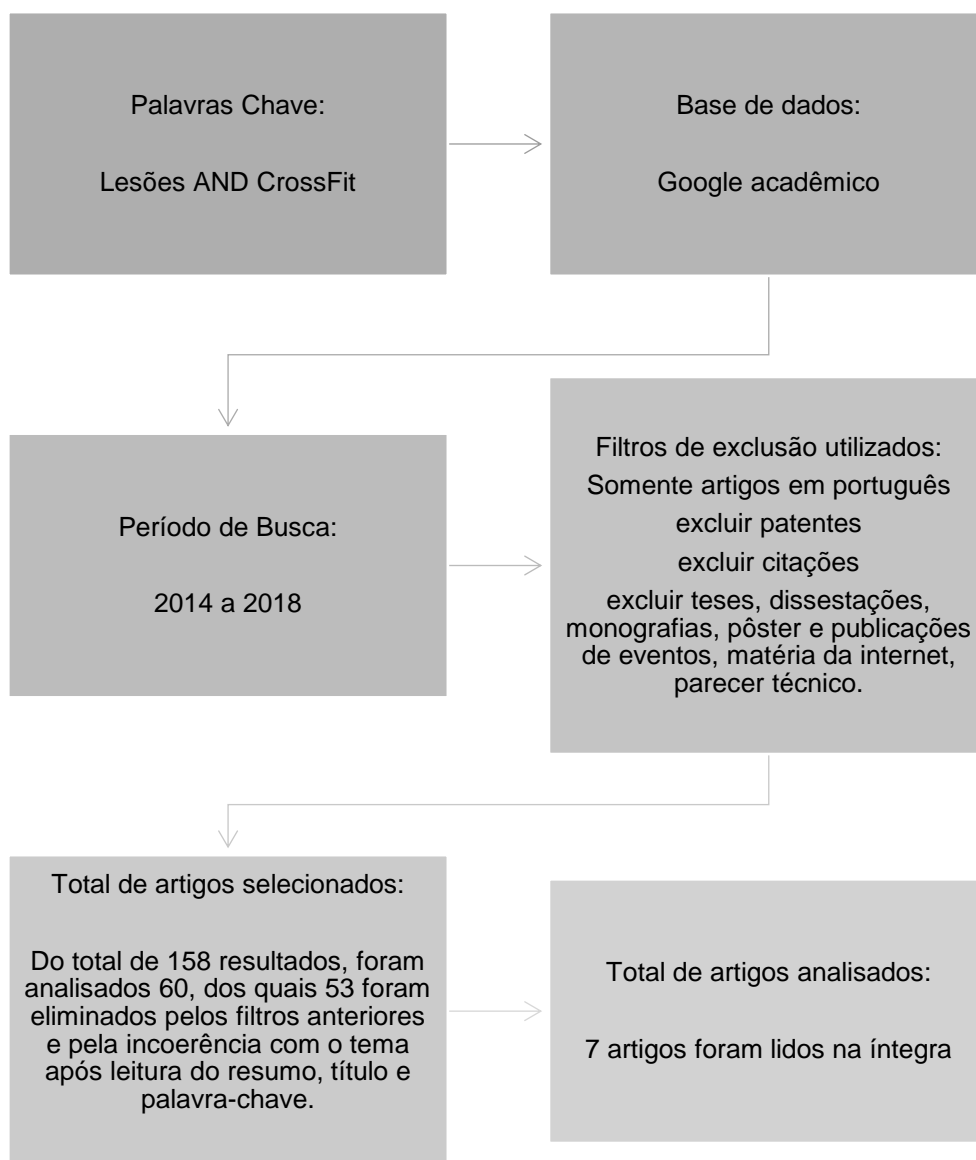 Palavras Chave:
Lesões AND CrossFit
Base de dados:
Google acadêmico
Período de Busca:
2014 a 2018
Filtros de exclusão utilizados:
Somente artigos em português
excluir patentes
excluir citações
excluir teses, dissestações,
monografias, pôster e publicações
de eventos, matéria da internet,
parecer técnico.
Total de artigos selecionados:
Do total de 158 resultados, foram
analisados 60, dos quais 53 foram
eliminados pelos filtros anteriores
e pela incoerência com o tema
após leitura do resumo, título e
palavra-chave.
Total de artigos analisados:
7 artigos foram lidos na íntegra